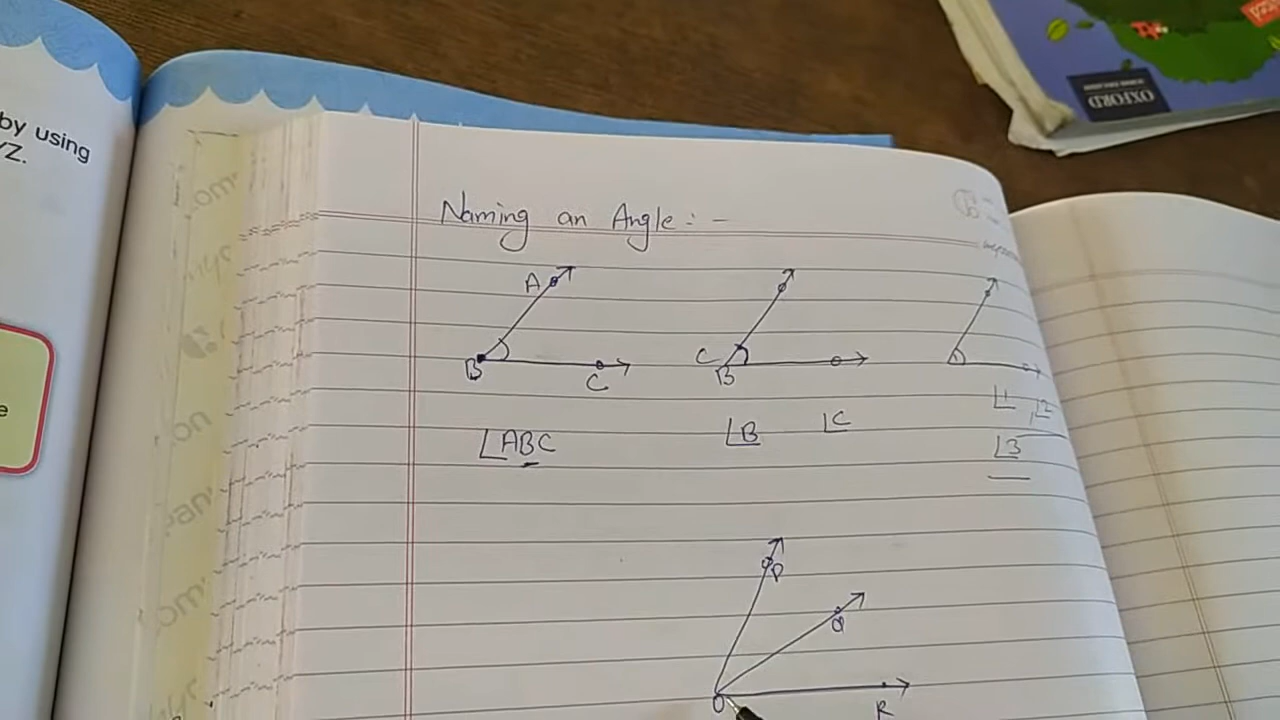 by using
YZ.
OXFORD
Naming an Angle : -
A
B
C
C
B
∠ABC
∠B
∠C
∠1, ∠2
∠3
P
Q
O
R